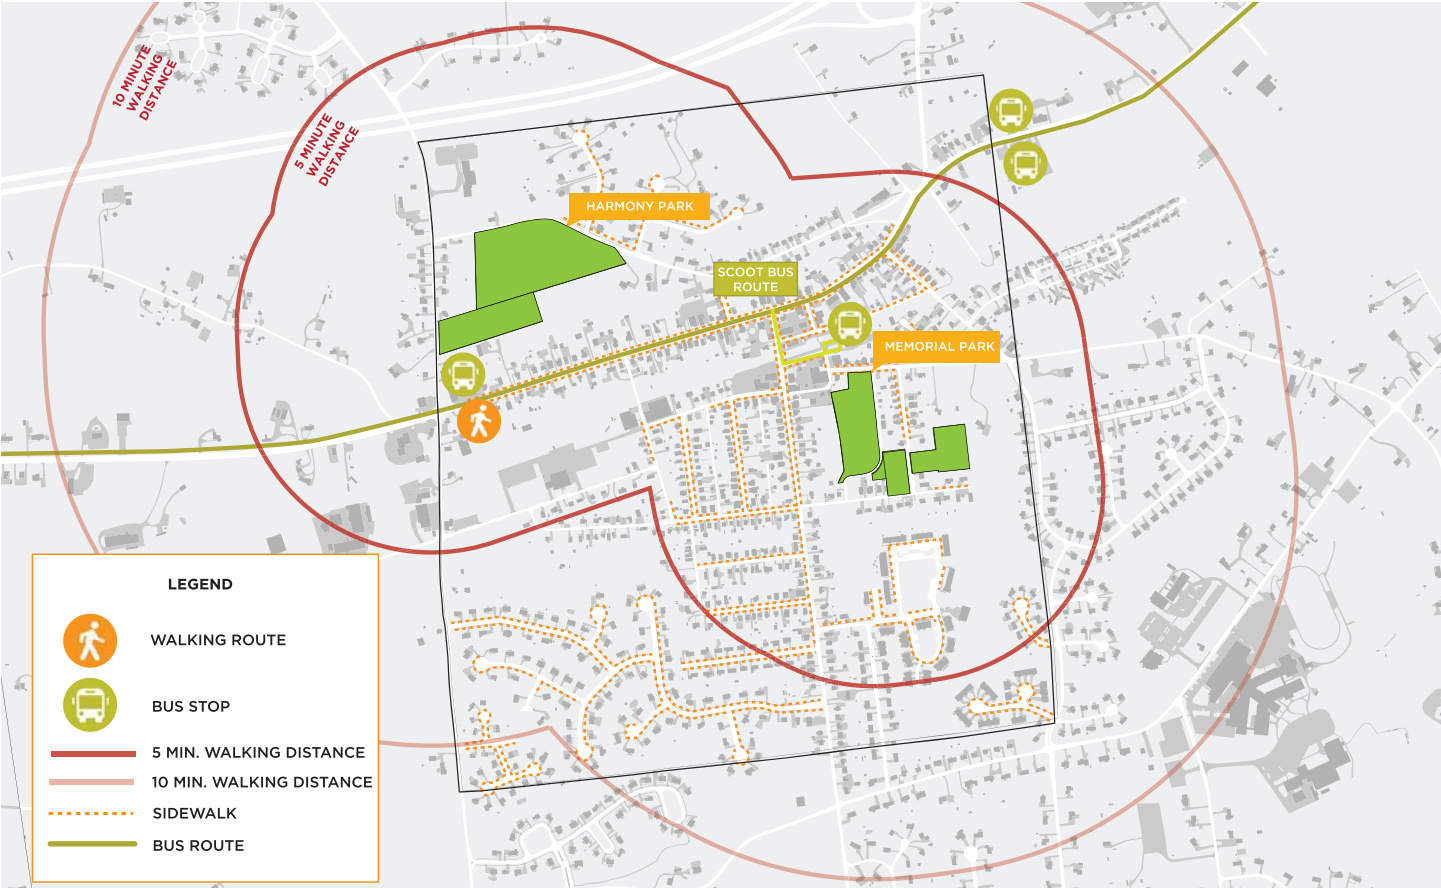 10 MINUTE
WALKING
DISTANCE
5 MINUTE
WALKING
DISTANCE
HARMONY PARK
SCOOT BUS
ROUTE
MEMORIAL PARK
LEGEND
WALKING ROUTE
BUS STOP
5 MIN. WALKING DISTANCE
10 MIN. WALKING DISTANCE
SIDEWALK
BUS ROUTE